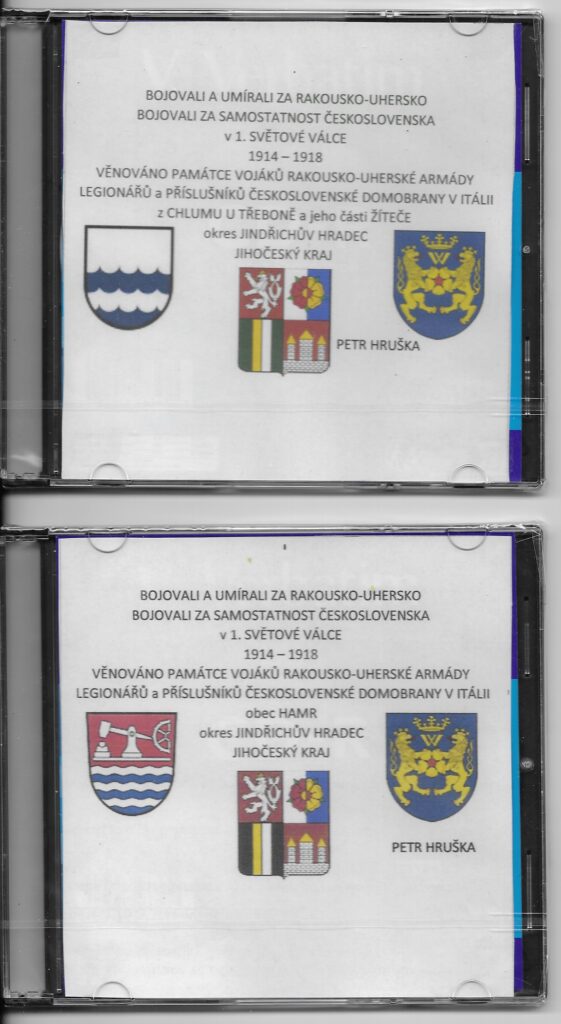 BOJOVALI A UMÍRALI ZA RAKOUSKO-UHERSKO
BOJOVALI ZA SAMOSTATNOST ČESKOSLOVENSKA
v 1. SVĚTOVÉ VÁLCE
1914 – 1918
VĚNOVÁNO PAMÁTCE VOJÁKŮ RAKOUSKO-UHERSKÉ ARMÁDY
LEGIONÁŘŮ a PŘÍSLUŠNÍKŮ ČESKOSLOVENSKÉ DOMOBRANY V ITÁLII
z CHLUMU U TŘEBONĚ a jeho části ŽÍTEČE
okres JINDŘICHŮV HRADEC
JIHOČESKÝ KRAJ
W
PETR HRUŠKA
BOJOVALI A UMÍRALI ZA RAKOUSKO-UHERSKO
BOJOVALI ZA SAMOSTATNOST ČESKOSLOVENSKA
v 1. SVĚTOVÉ VÁLCE
1914 – 1918
VĚNOVÁNO PAMÁTCE VOJÁKŮ RAKOUSKO-UHERSKÉ ARMÁDY
LEGIONÁŘŮ a PŘÍSLUŠNÍKŮ ČESKOSLOVENSKÉ DOMOBRANY V ITÁLII
obec HAMR
okres JINDŘICHŮV HRADEC
JIHOČESKÝ KRAJ
W
PETR HRUŠKA